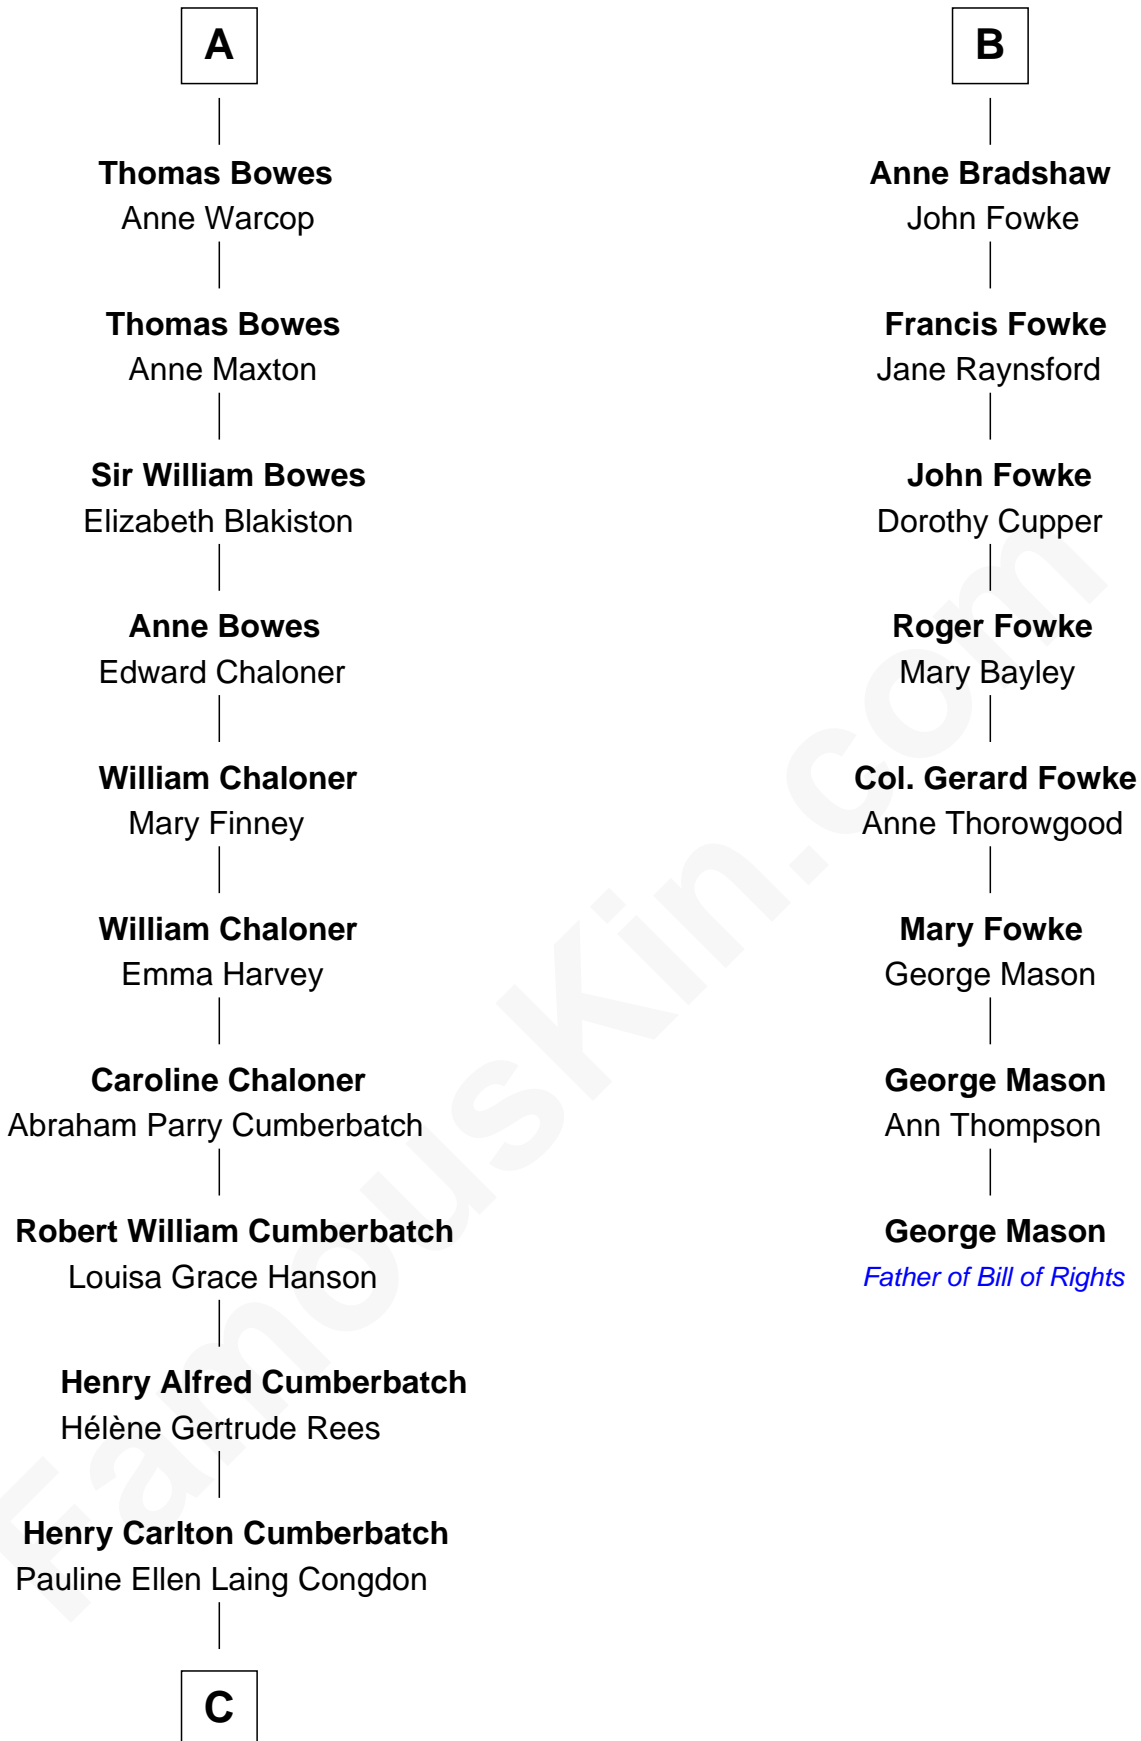 A
Thomas Bowes
Anne Warcop
Thomas Bowes
Anne Maxton
Sir William Bowes
Elizabeth Blakiston
Anne Bowes
Edward Chaloner
William Chaloner
Mary Finney
William Chaloner
Emma Harvey
Caroline Chaloner
Abraham Parry Cumberbatch
Robert William Cumberbatch
Louisa Grace Hanson
Henry Alfred Cumberbatch
Hélène Gertrude Rees
Henry Carlton Cumberbatch
Pauline Ellen Laing Congdon
C
B
Anne Bradshaw
John Fowke
Francis Fowke
Jane Raynsford
John Fowke
Dorothy Cupper
Roger Fowke
Mary Bayley
Col. Gerard Fowke
Anne Thorowgood
Mary Fowke
George Mason
George Mason
Ann Thompson
George Mason
Father of Bill of Rights
FamousKin.com